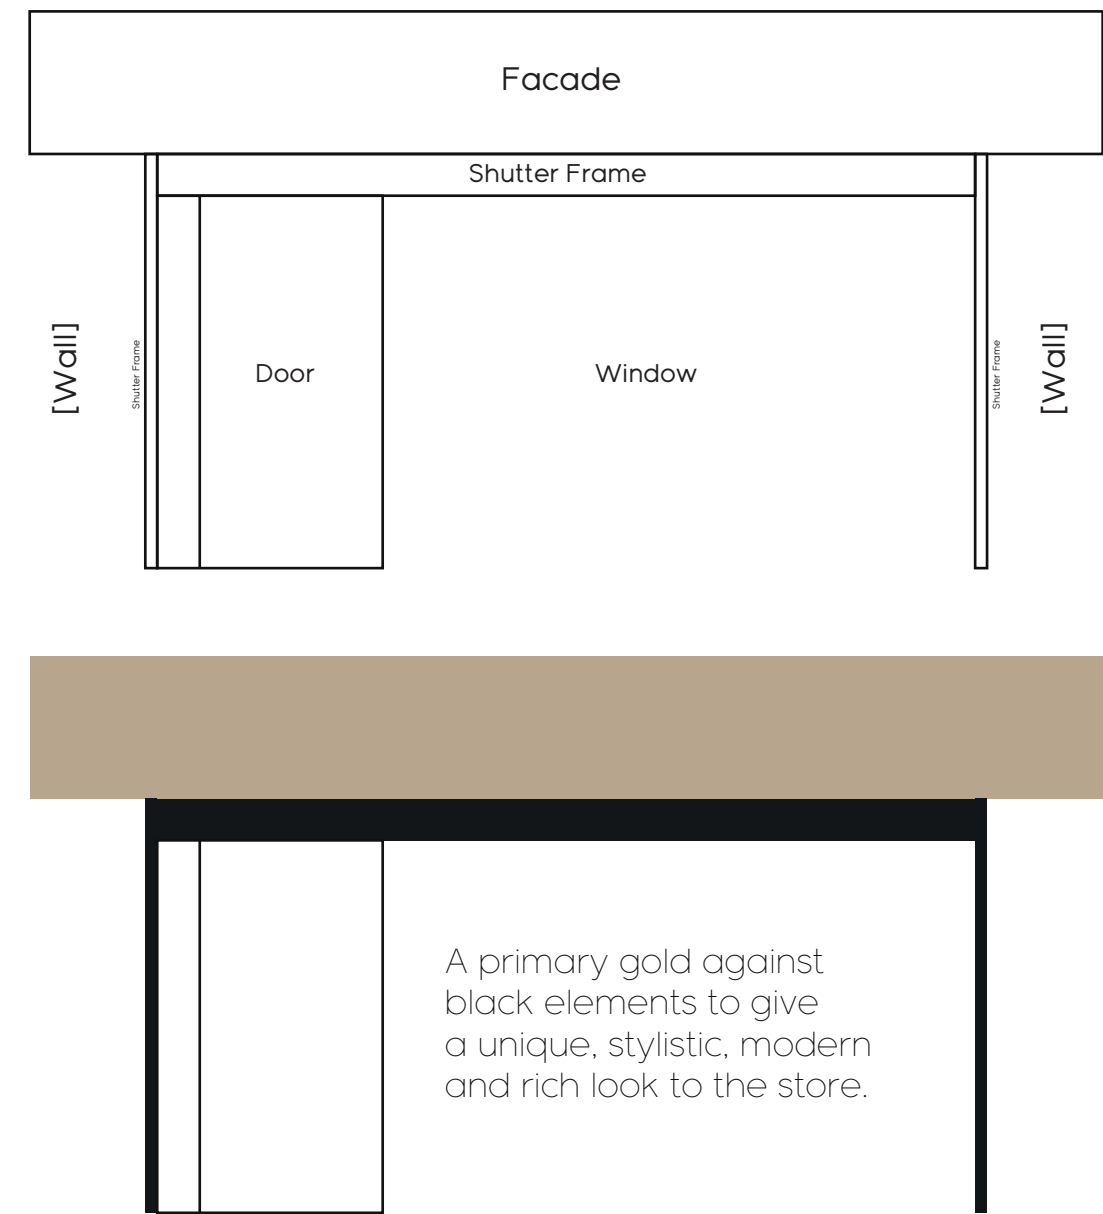 Facade
Shutter Frame
[Wall]
Shutter Frame
Door
Window
Shutter Frame
[Wall]
A primary gold against
black elements to give
a unique, stylistic, modern
and rich look to the store.